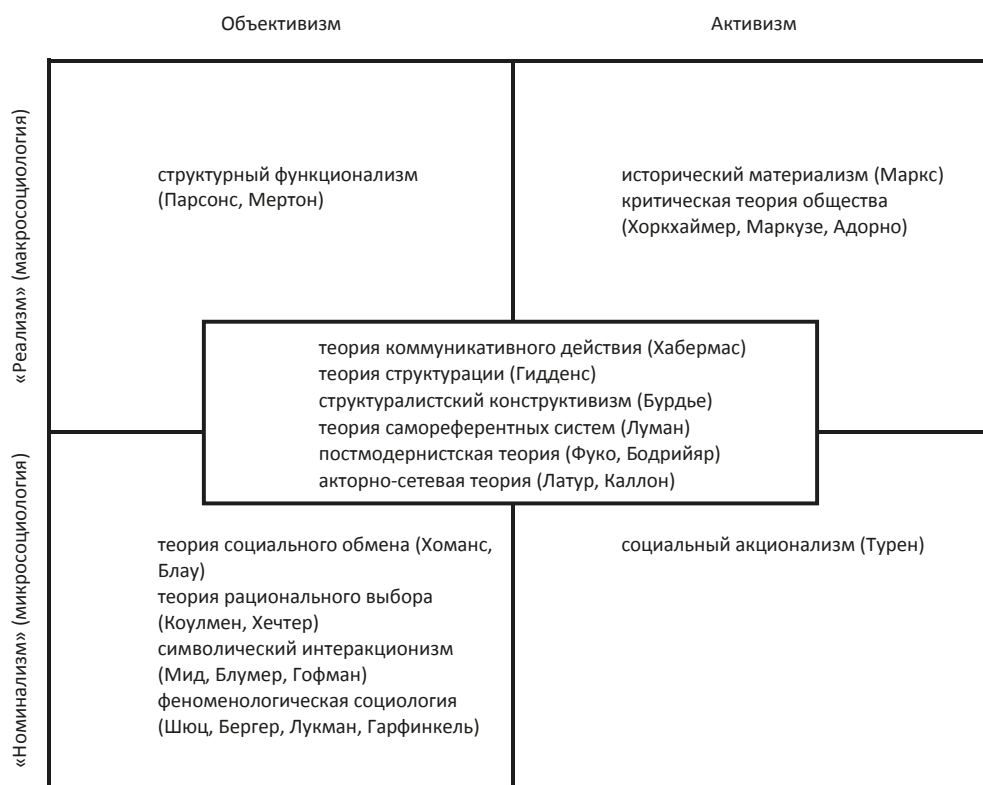 Объективизм
Активизм
«Реализм» (макросоциология)
структурный функционализм
(Парсонс, Мертон)
исторический материализм (Маркс)
критическая теория общества
(Хоркхаймер, Маркузе, Адорно)
теория коммуникативного действия (Хабермас)
теория структурации (Гидденс)
структуралистский конструктивизм (Бурдье)
теория самореферентных систем (Луман)
постмодернистская теория (Фуко, Бодрийяр)
акторно-сетевая теория (Латур, Каллон)
«Номинализм» (микросоциология)
теория социального обмена (Хоманс,
Блау)
теория рационального выбора
(Коулмен, Хечтер)
символический интеракционизм
(Мид, Блумер, Гофман)
феноменологическая социология
(Шюц, Бергер, Лукман, Гарфинкель)
социальный акционализм (Турен)